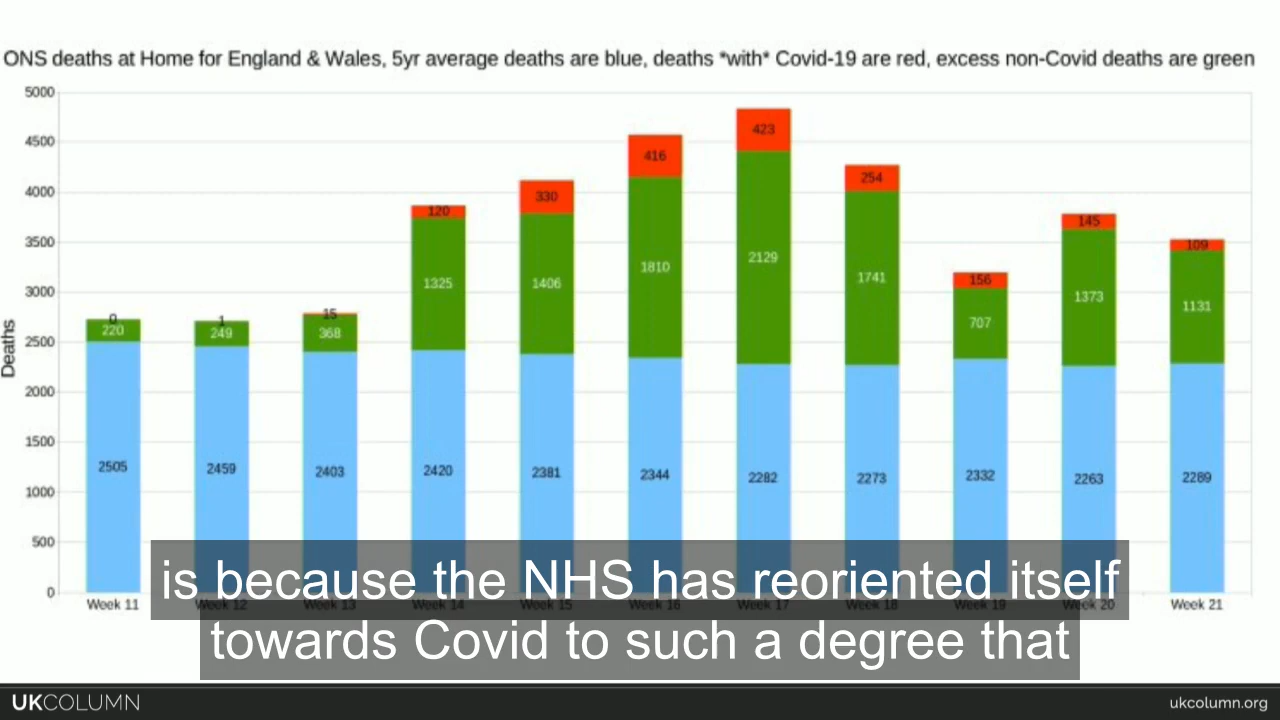 ONS deaths at Home for England & Wales, 5yr average deaths are blue, deaths *with* Covid-19 are red, excess non-Covid deaths are green
5000
4500
4000
3500
3000
2500
2000
1500
1000
500
0
Deaths
0 1 15 120 330 416 423 254 156 145 109
220 249 368 1325 1406 1810 2129 1741 707 1373 1131
2505 2459 2403 2420 2381 2344 2282 2273 2332 2263 2289
Week 11 Week 12 Week 13 Week 14 Week 15 Week 16 Week 17 Week 18 Week 19 Week 20 Week 21
is because the NHS has reoriented itself
towards Covid to such a degree that
UKCOLUMN ukcolumn.org